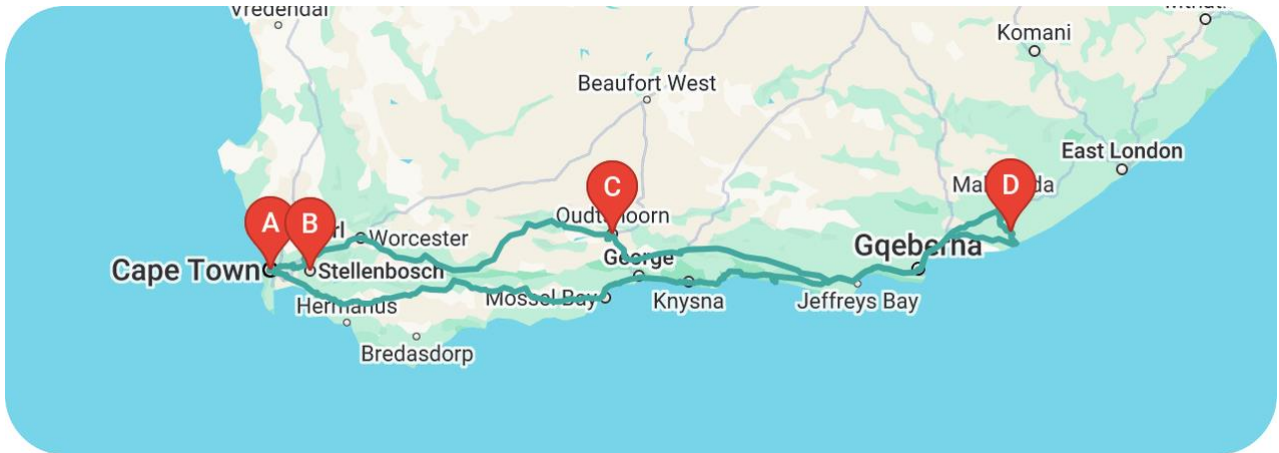 Vredendal
Komani
Beaufort West
East London
A
B
C
D
Worcester
Cape Town
Stellenbosch
George
Gqeberha
Hermanus
Mossel Bay
Knysna
Jeffreys Bay
Bredasdorp